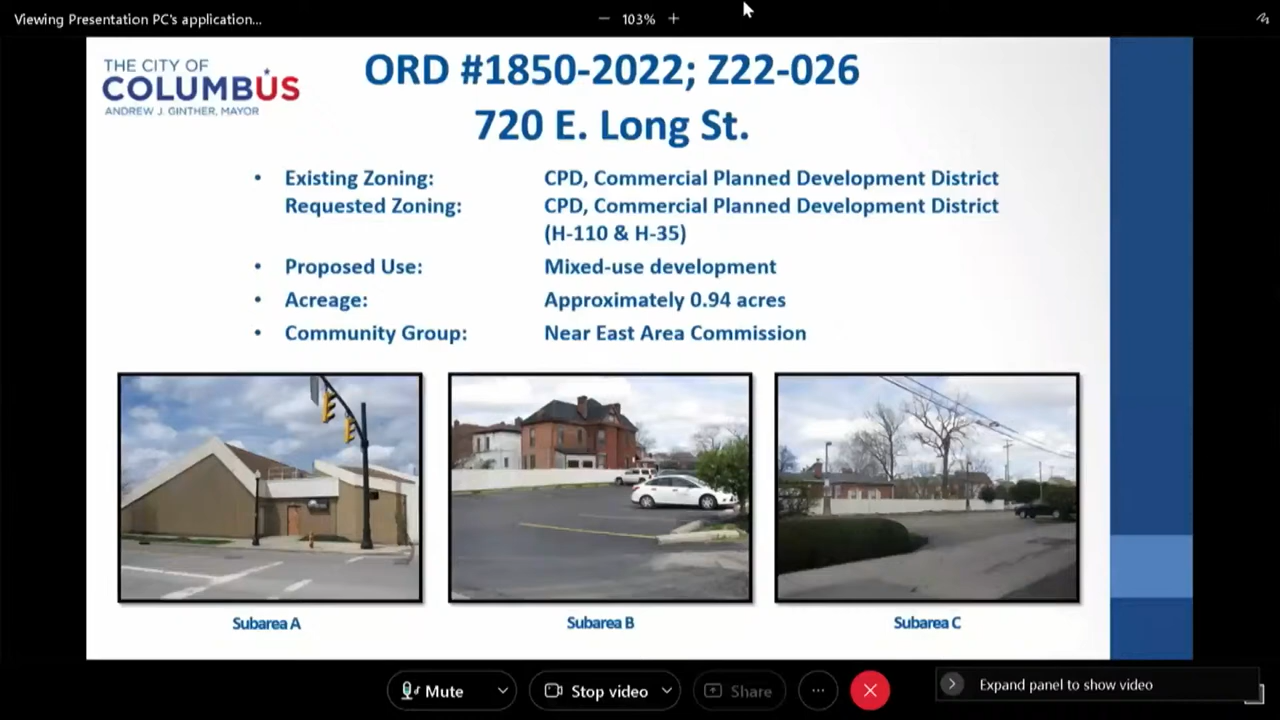 Viewing Presentation PC's application...
103%
THE CITY OF
COLUMBUS
ANDREW J. GINTHER, MAYOR
ORD #1850-2022; Z22-026
720 E. Long St.
• Existing Zoning: CPD, Commercial Planned Development District
Requested Zoning: CPD, Commercial Planned Development District
(H-110 & H-35)
• Proposed Use: Mixed-use development
• Acreage: Approximately 0.94 acres
• Community Group: Near East Area Commission
Subarea A Subarea B Subarea C
Mute Stop video Share Expand panel to show video